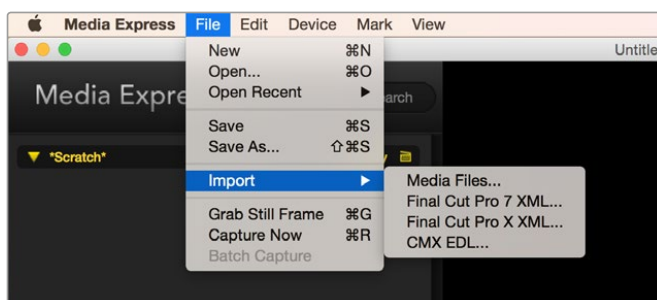 Media Express File Edit Device Mark View
Untitle
Media Expre
arch
New ⌘N
Open... ⌘O
Open Recent ▶
Save ⌘S
Save As... ⇧⌘S
▼ *Scratch*
Import ▶
Media Files...
Final Cut Pro 7 XML...
Final Cut Pro X XML...
CMX EDL...
Grab Still Frame ⌘G
Capture Now ⌘R
Batch Capture